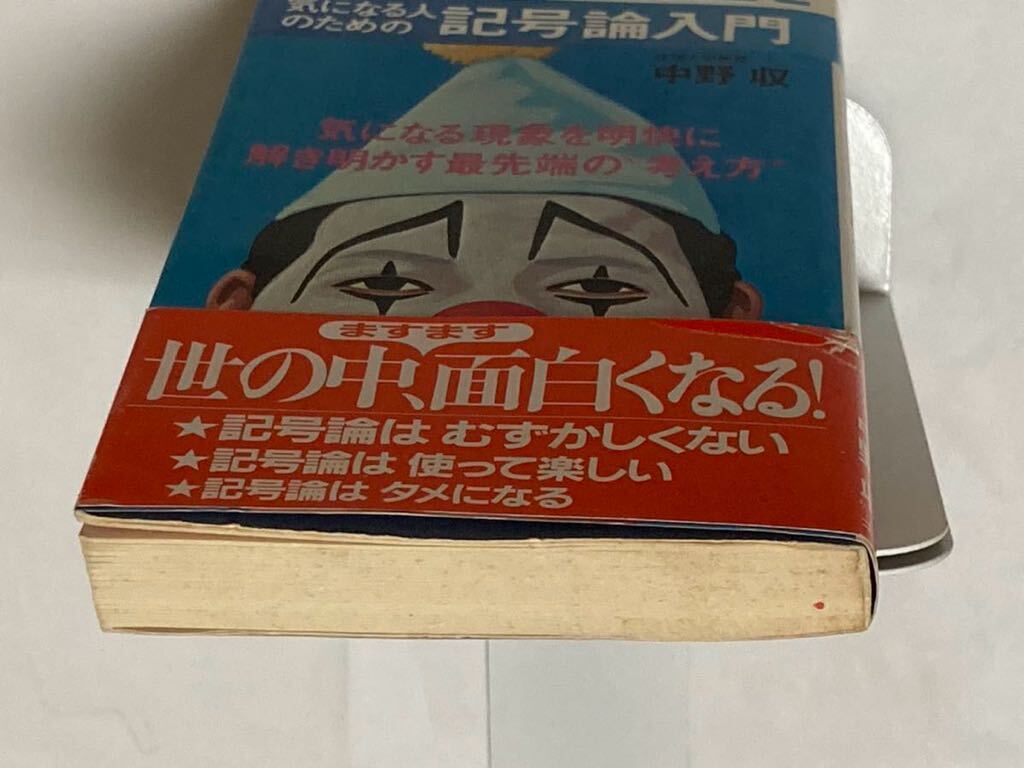 気になる人
のための
記号論入門
中野 収
気になる現象を明快に
解き明かす最先端の“考え方”
ますます
世の中、面白くなる!
★記号論は むずかしくない
★記号論は 使って楽しい
★記号論は タメになる